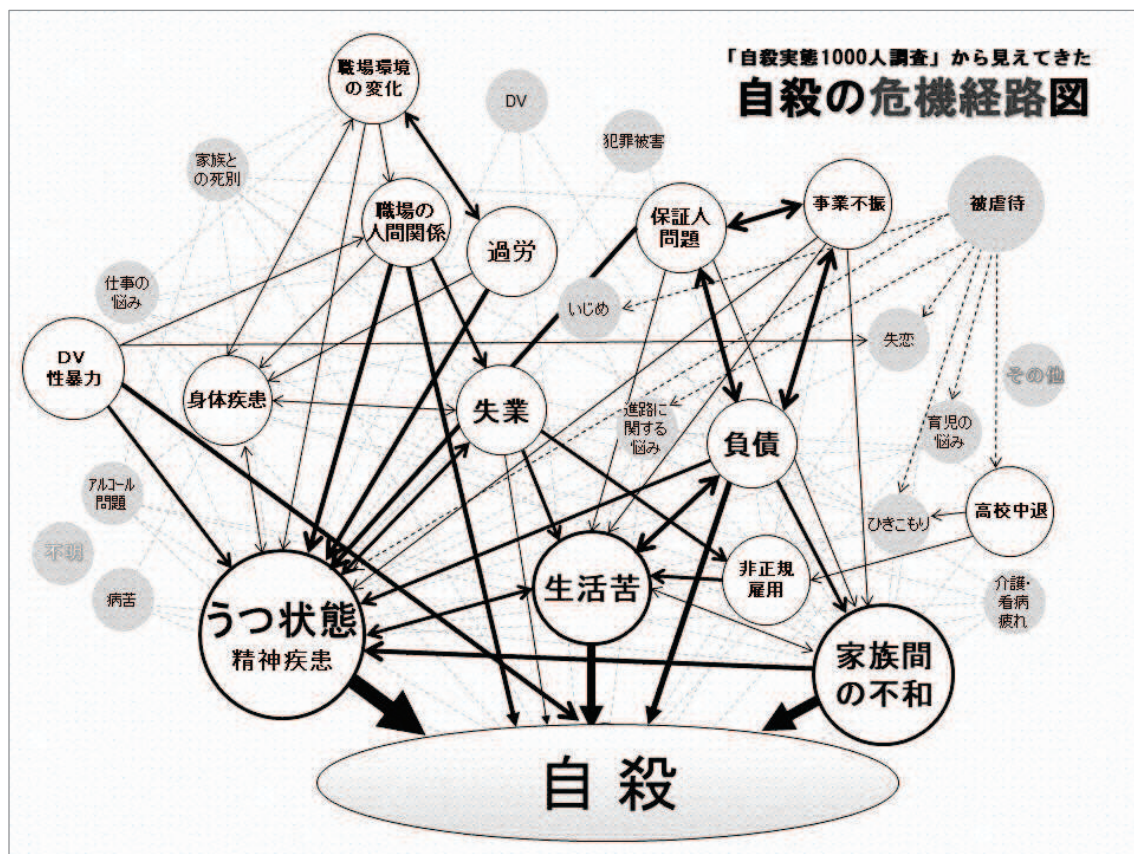 「自殺実態1000人調査」から見えてきた
自殺の危機経路図
職場環境
の変化
DV
犯罪被害
家族と
の死別
職場の
人間関係
過労
保証人
問題
事業不振
被虐待
仕事の
悩み
いじめ
失恋
DV
性暴力
その他
身体疾患
失業
進路に
関する
悩み
負債
育児の
悩み
アルコール
問題
ひきこもり
高校中退
不明
病苦
うつ状態
精神疾患
生活苦
非正規
雇用
介護・
看病
疲れ
家族間
の不和
自殺